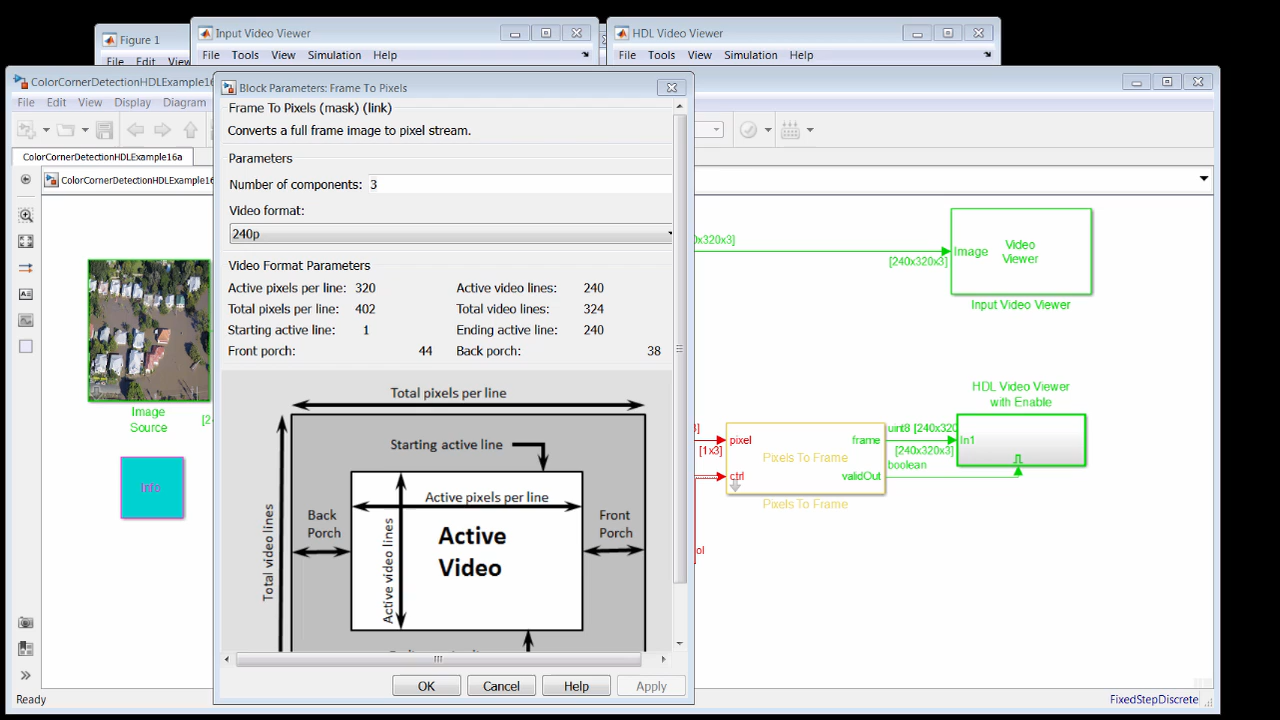 Figure 1
Input Video Viewer
HDL Video Viewer
File Edit View
File Tools View Simulation Help
File Tools View Simulation Help
ColorCornerDetectionHDLExample16
Block Parameters: Frame To Pixels
File Edit View Display Diagram
Frame To Pixels (mask) (link)
Converts a full frame image to pixel stream.
ColorCornerDetectionHDLExample16a
Parameters
ColorCornerDetectionHDLExample16
Number of components: 3
Video format:
240p
Video Format Parameters
Active pixels per line: 320
Active video lines: 240
Total pixels per line: 402
Total video lines: 324
Starting active line: 1
Ending active line: 240
Front porch: 44
Back porch: 38
Total pixels per line
Starting active line
Active pixels per line
Back
Porch
Front
Porch
Active
Video
Total video lines
Active video lines
OK
Cancel
Help
Apply
Image
Source
Info
0x320x3]
Image
Video
Viewer
[240x320x3]
Input Video Viewer
HDL Video Viewer
with Enable
pixel
[1x3]
ctrl
frame
Pixels To Frame
validOut
Pixels To Frame
uint8 [240x320
[240x320x3]
boolean
In1
ol
Ready
FixedStepDiscrete